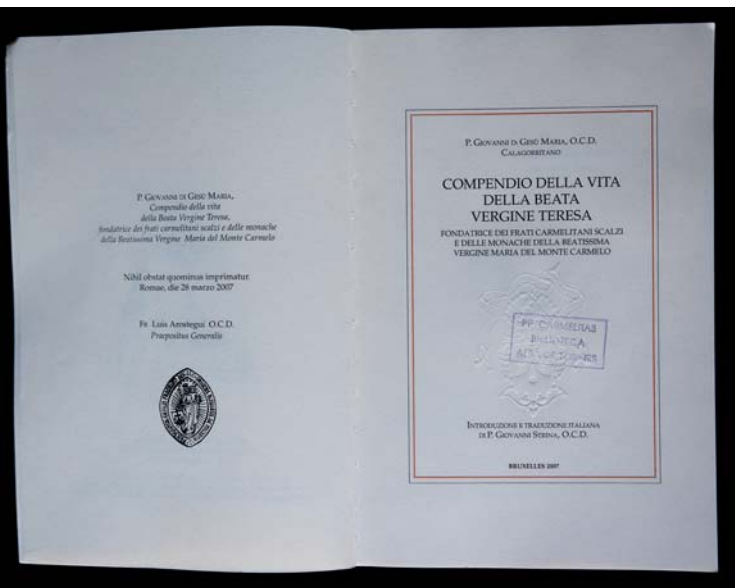 P. Giovanni di Gesù Maria,
Compendio della vita
della Beata Vergine Teresa,
fondatrice dei frati carmelitani scalzi e delle monache
della Beatissima Vergine Maria del Monte Carmelo
Nihil obstat quominus imprimatur.
Romae, die 26 marzo 2007
Fr. Luis Arostegui O.C.D.
Praepositus Generalis
P. Giovanni di Gesù Maria, O.C.D.
Calagorritano
COMPENDIO DELLA VITA
DELLA BEATA
VERGINE TERESA
FONDATRICE DEI FRATI CARMELITANI SCALZI
E DELLE MONACHE DELLA BEATISSIMA
VERGINE MARIA DEL MONTE CARMELO
PP. CARMELITAS
BIBLIOTECA
Introduzione e traduzione italiana
di P. Giovanni Strina, O.C.D.
BRUXELLES 2007